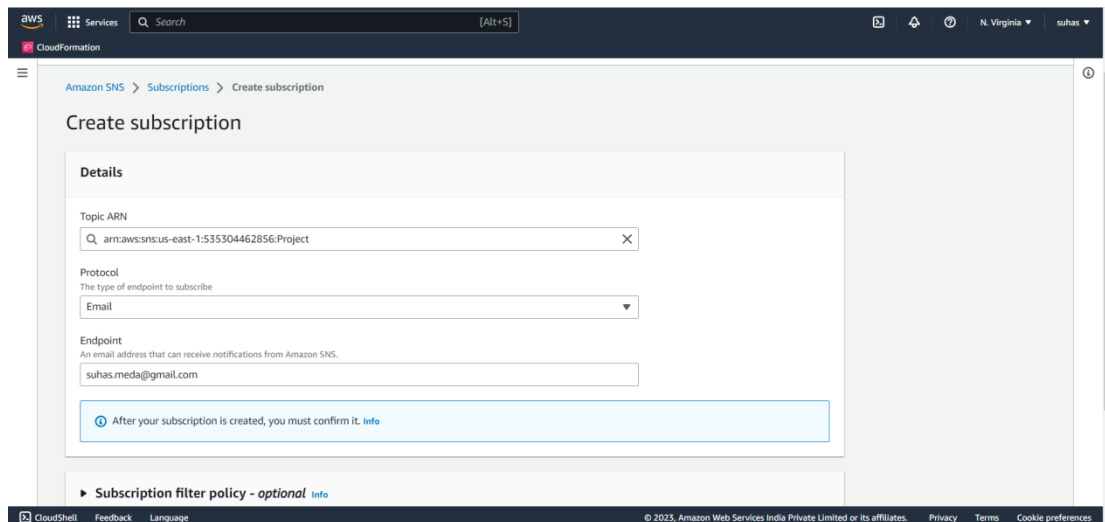 aws Services Search [Alt+S] N. Virginia ▼ suhas ▼
CloudFormation
Amazon SNS > Subscriptions > Create subscription
Create subscription
Details
Topic ARN
arn:aws:sns:us-east-1:535304462856:Project
Protocol
The type of endpoint to subscribe
Email
Endpoint
An email address that can receive notifications from Amazon SNS.
suhas.meda@gmail.com
After your subscription is created, you must confirm it. Info
Subscription filter policy - optional Info
CloudShell Feedback Language © 2023, Amazon Web Services India Private Limited or its affiliates. Privacy Terms Cookie preferences